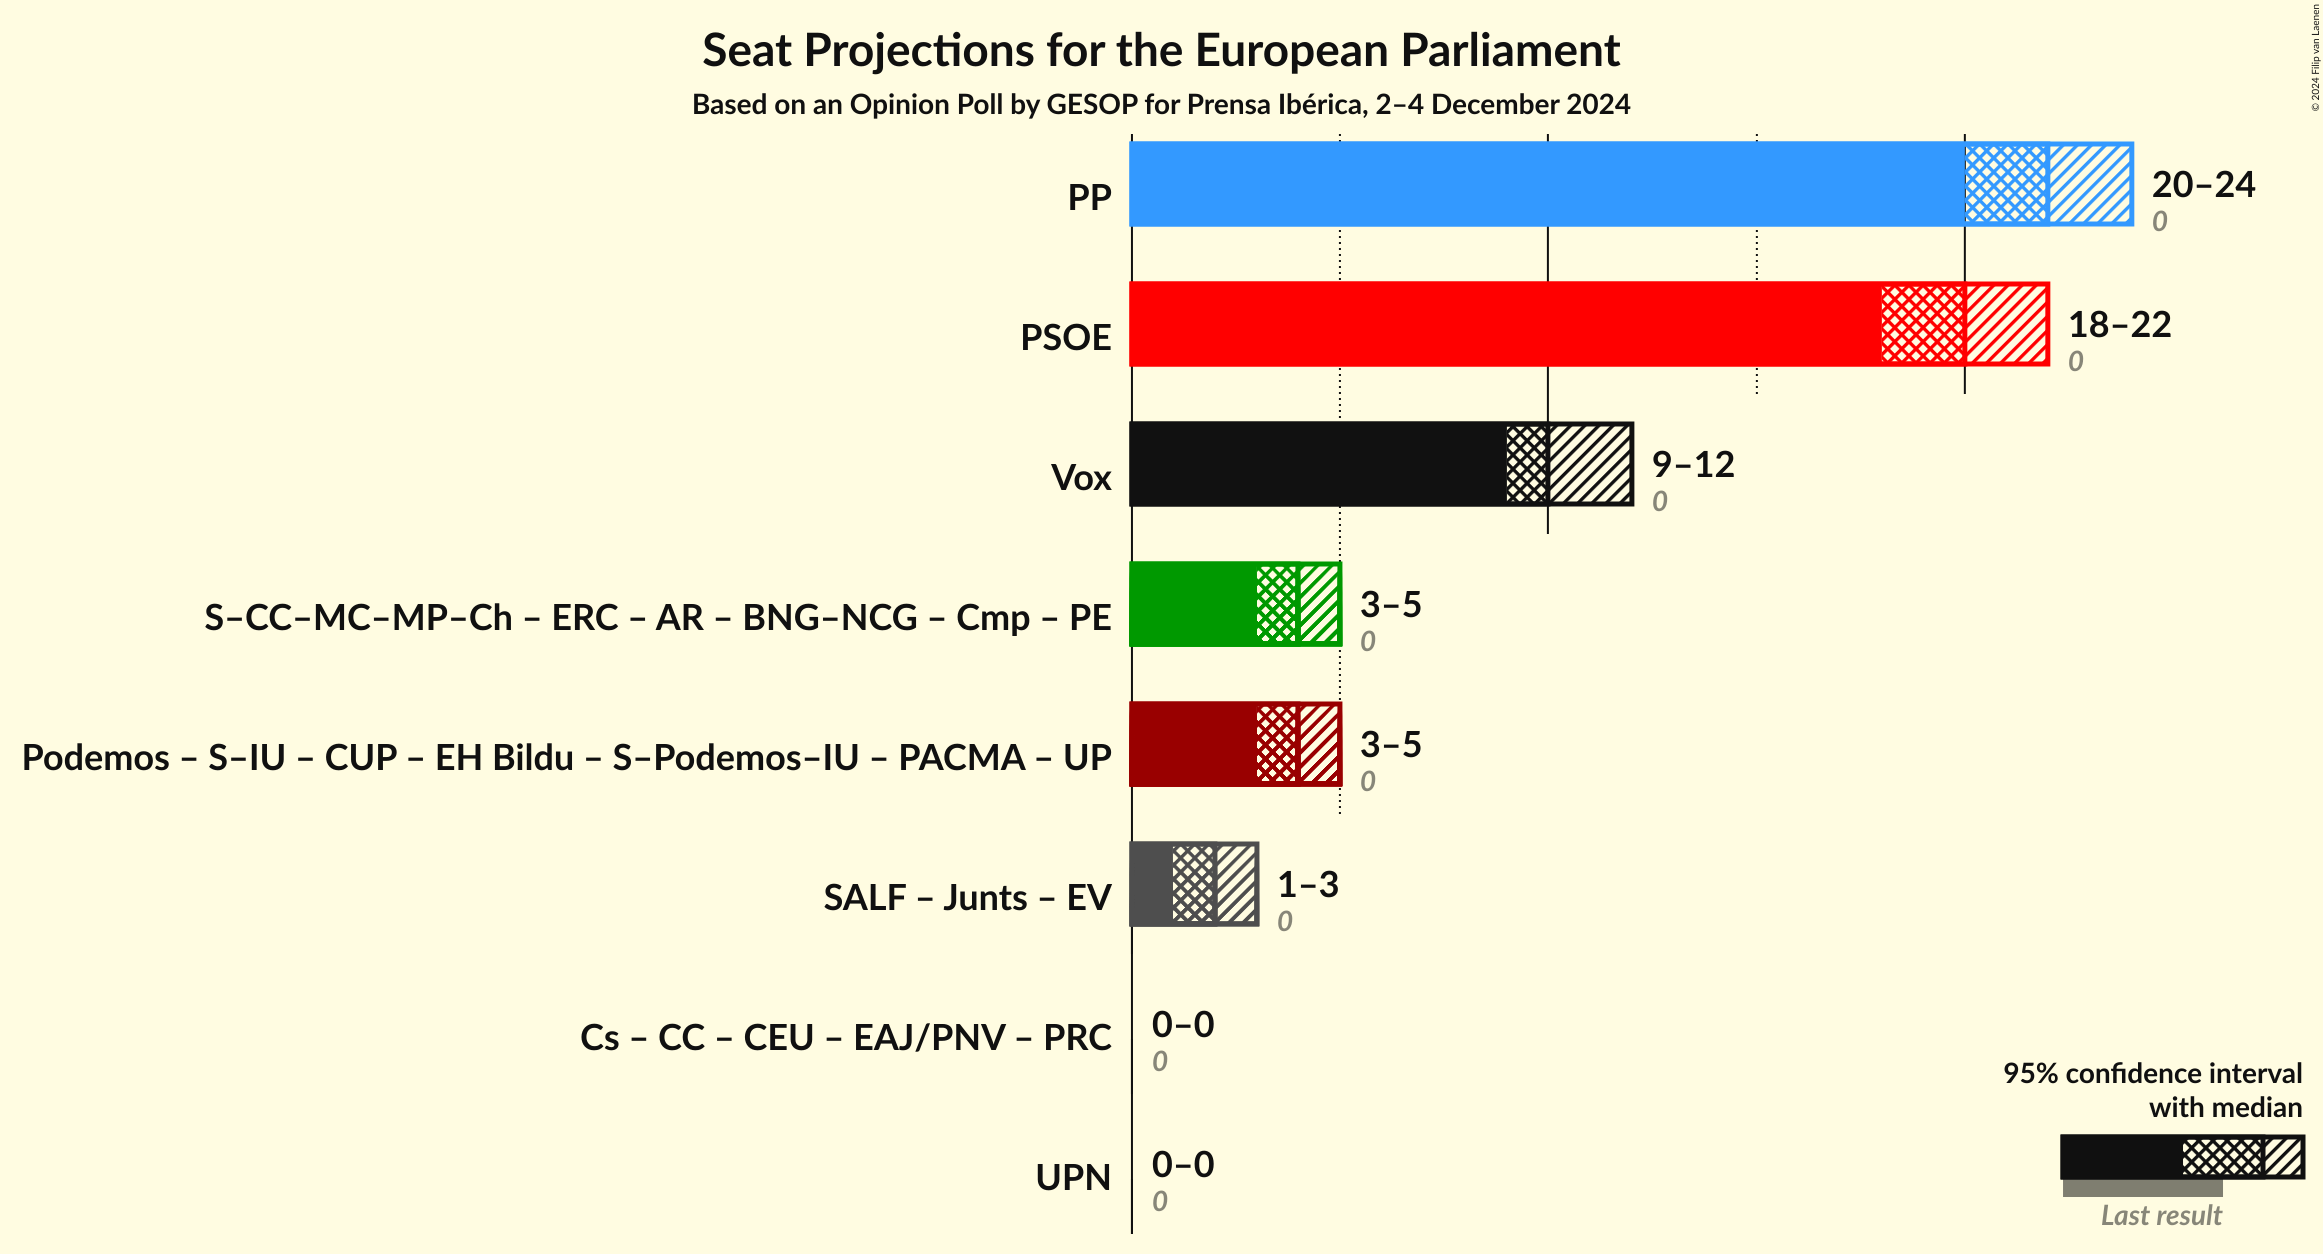 Seat Projections for the European Parliament
Based on an Opinion Poll by GESOP for Prensa Ibérica, 2–4 December 2024
© 2024 Filip van Laenen
PP
20–24
0
PSOE
18–22
0
Vox
9–12
0
S–CC–MC–MP–Ch – ERC – AR – BNG–NCG – Cmp – PE
3–5
0
Podemos – S–IU – CUP – EH Bildu – S–Podemos–IU – PACMA – UP
3–5
0
SALF – Junts – EV
1–3
0
Cs – CC – CEU – EAJ/PNV – PRC
0–0
0
UPN
0–0
0
95% confidence interval
with median
Last result